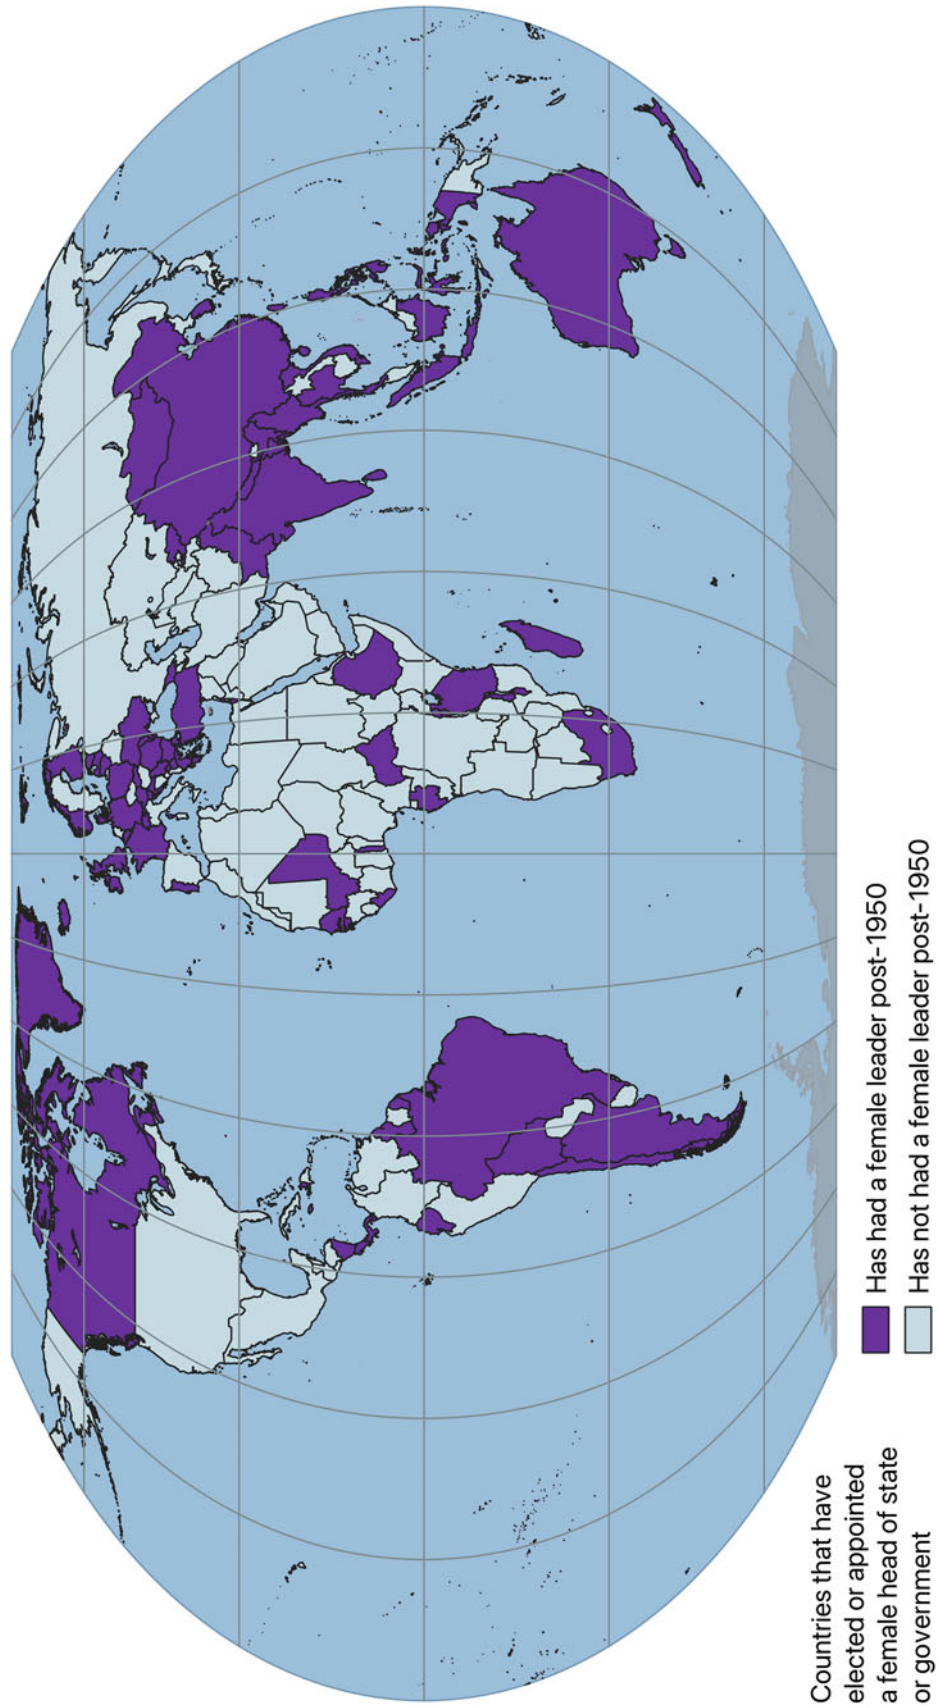 Countries that have
elected or appointed
a female head of state
or government
Has had a female leader post-1950
Has not had a female leader post-1950